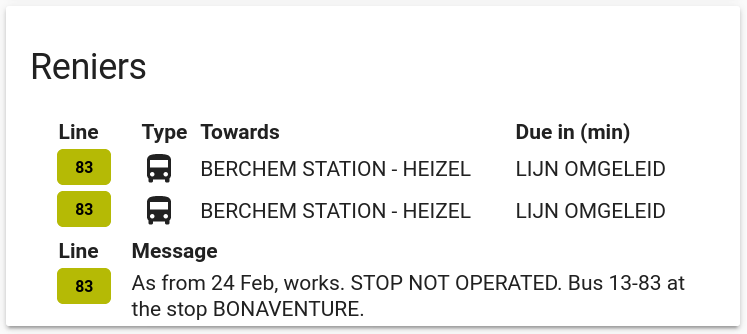 Reniers
Line Type Towards Due in (min)
83 BERCHEM STATION - HEIZEL LIJN OMGELEID
83 BERCHEM STATION - HEIZEL LIJN OMGELEID
Line Message
83 As from 24 Feb, works. STOP NOT OPERATED. Bus 13-83 at
the stop BONAVENTURE.